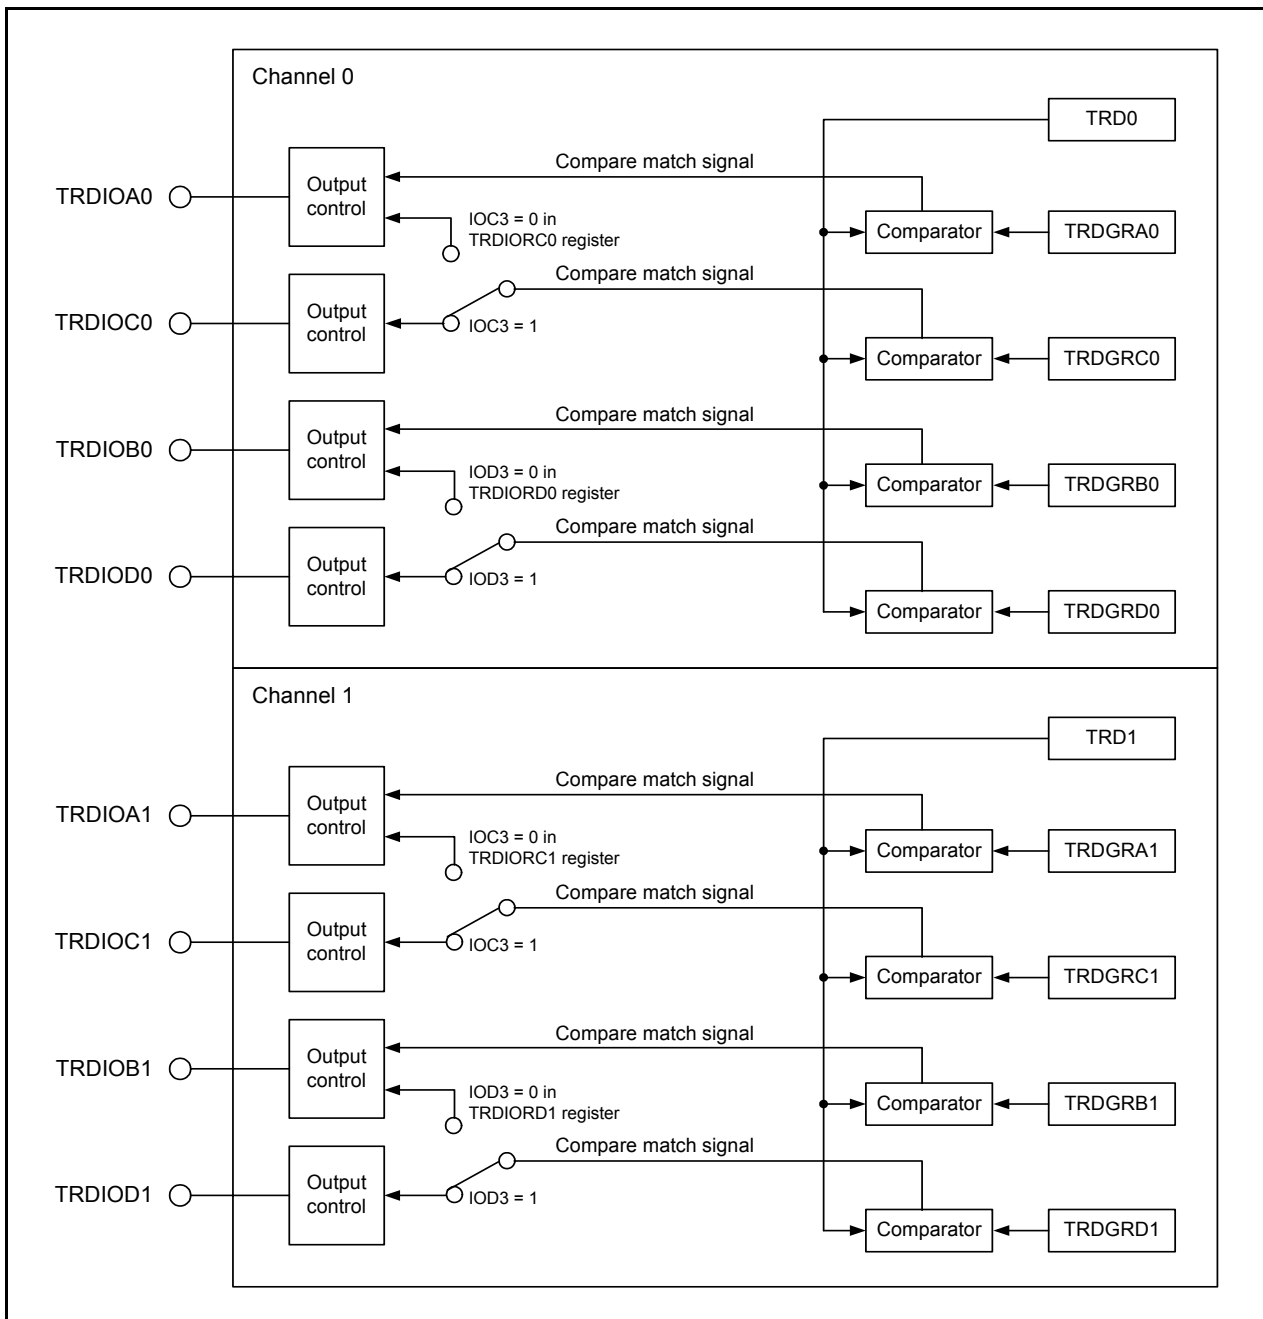 Channel 0
TRD0
Compare match signal
TRDIOA0
Output
control
IOC3 = 0 in
TRDIORC0 register
Comparator
TRDGRA0
Compare match signal
TRDIOC0
Output
control
IOC3 = 1
Comparator
TRDGRC0
Compare match signal
TRDIOB0
Output
control
IOD3 = 0 in
TRDIORD0 register
Comparator
TRDGRB0
Compare match signal
TRDIOD0
Output
control
IOD3 = 1
Comparator
TRDGRD0
Channel 1
TRD1
Compare match signal
TRDIOA1
Output
control
IOC3 = 0 in
TRDIORC1 register
Comparator
TRDGRA1
Compare match signal
TRDIOC1
Output
control
IOC3 = 1
Comparator
TRDGRC1
Compare match signal
TRDIOB1
Output
control
IOD3 = 0 in
TRDIORD1 register
Comparator
TRDGRB1
Compare match signal
TRDIOD1
Output
control
IOD3 = 1
Comparator
TRDGRD1